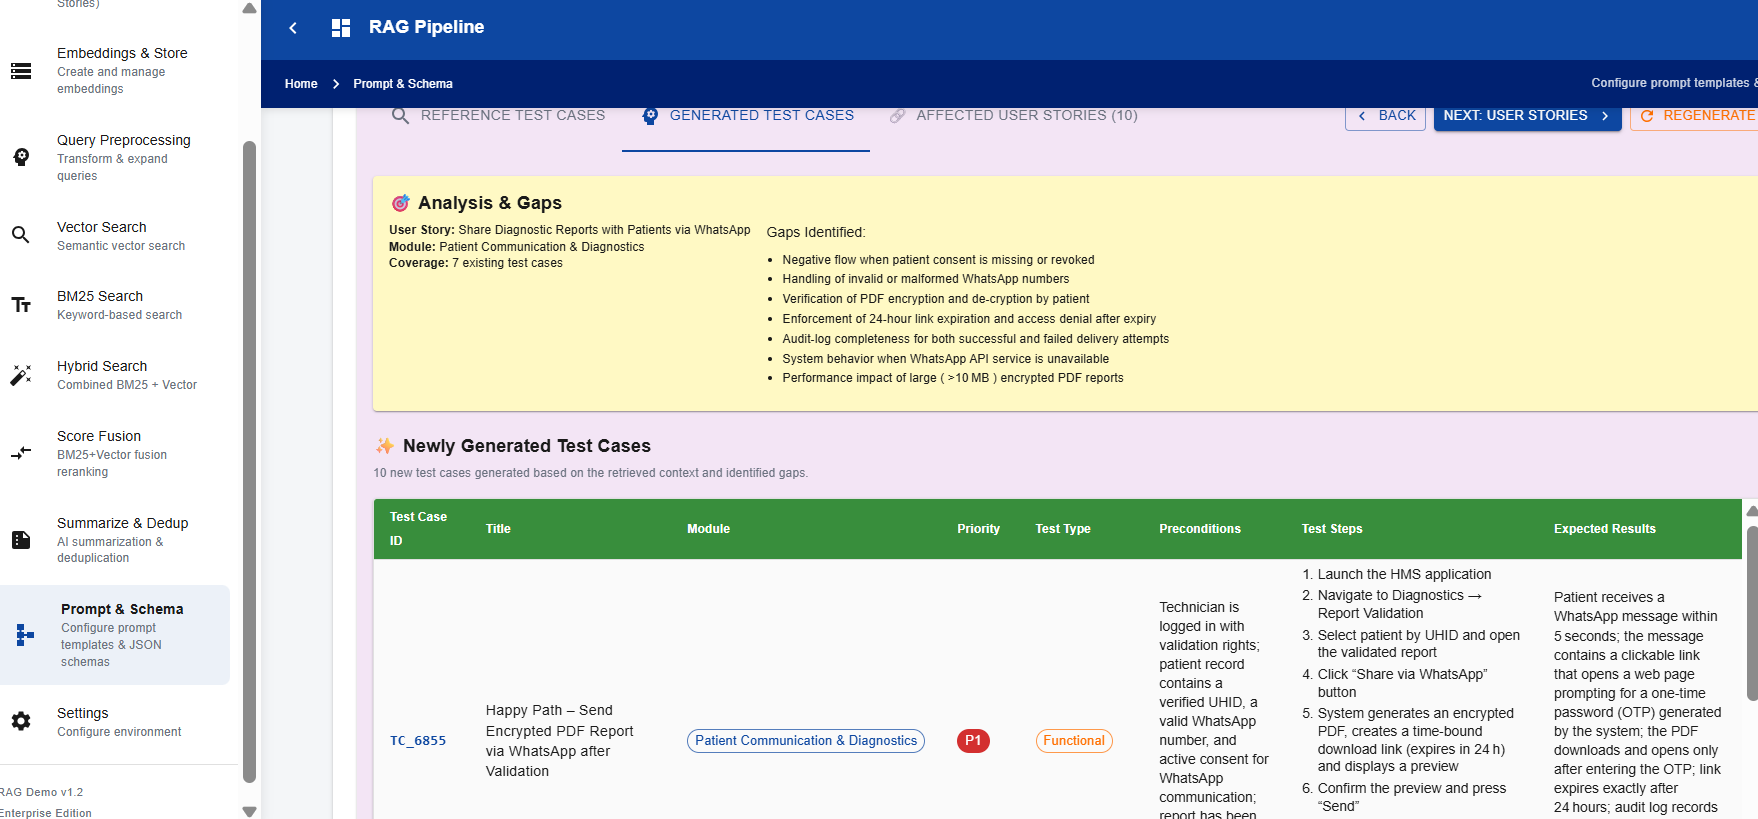 Stories)
Embeddings & Store
Create and manage
embeddings
Query Preprocessing
Transform & expand
queries
Vector Search
Semantic vector search
BM25 Search
Keyword-based search
Hybrid Search
Combined BM25 + Vector
Score Fusion
BM25+Vector fusion
reranking
Summarize & Dedup
AI summarization &
deduplication
Prompt & Schema
Configure prompt
templates & JSON
schemas
Settings
Configure environment
RAG Demo v1.2
Enterprise Edition
RAG Pipeline
Home > Prompt & Schema
Configure prompt templates &
REFERENCE TEST CASES
GENERATED TEST CASES
AFFECTED USER STORIES (10)
BACK
NEXT: USER STORIES
REGENERATE
Analysis & Gaps
User Story: Share Diagnostic Reports with Patients via WhatsApp
Module: Patient Communication & Diagnostics
Coverage: 7 existing test cases
Gaps Identified:
• Negative flow when patient consent is missing or revoked
• Handling of invalid or malformed WhatsApp numbers
• Verification of PDF encryption and de-cryption by patient
• Enforcement of 24-hour link expiration and access denial after expiry
• Audit-log completeness for both successful and failed delivery attempts
• System behavior when WhatsApp API service is unavailable
• Performance impact of large ( >10 MB ) encrypted PDF reports
Newly Generated Test Cases
10 new test cases generated based on the retrieved context and identified gaps.
Test Case
ID
Title
Module
Priority
Test Type
Preconditions
Test Steps
Expected Results
TC_6855
Happy Path – Send
Encrypted PDF Report
via WhatsApp after
Validation
Patient Communication & Diagnostics
P1
Functional
Technician is
logged in with
validation rights;
patient record
contains a
verified UHID, a
valid WhatsApp
number, and
active consent for
WhatsApp
communication;
report has been
1. Launch the HMS application
2. Navigate to Diagnostics →
Report Validation
3. Select patient by UHID and open
the validated report
4. Click “Share via WhatsApp”
button
5. System generates an encrypted
PDF, creates a time-bound
download link (expires in 24 h)
and displays a preview
6. Confirm the preview and press
“Send”
Patient receives a
WhatsApp message within
5 seconds; the message
contains a clickable link
that opens a web page
prompting for a one-time
password (OTP) generated
by the system; the PDF
downloads and opens only
after entering the OTP; link
expires exactly after
24 hours; audit log records